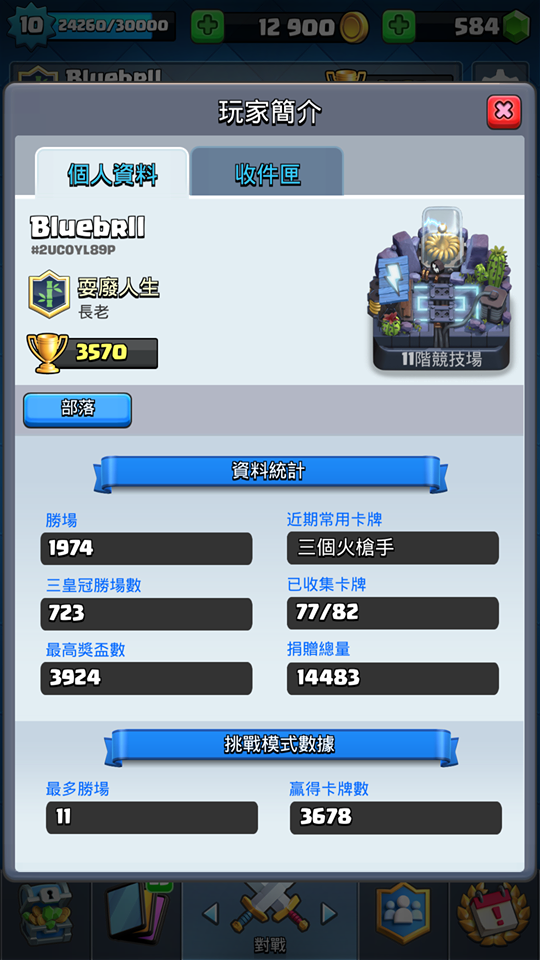 10 24260/30000 12 900 584
Bluebrll
玩家簡介
個人資料 收件匣
Bluebrll
#2UC0YL89P
耍廢人生
長老
3570
11階競技場
部落
資料統計
勝場 近期常用卡牌
1974 三個火槍手
三皇冠勝場數 已收集卡牌
723 77/82
最高獎盃數 捐贈總量
3924 14483
挑戰模式數據
最多勝場 贏得卡牌數
11 3678
對戰